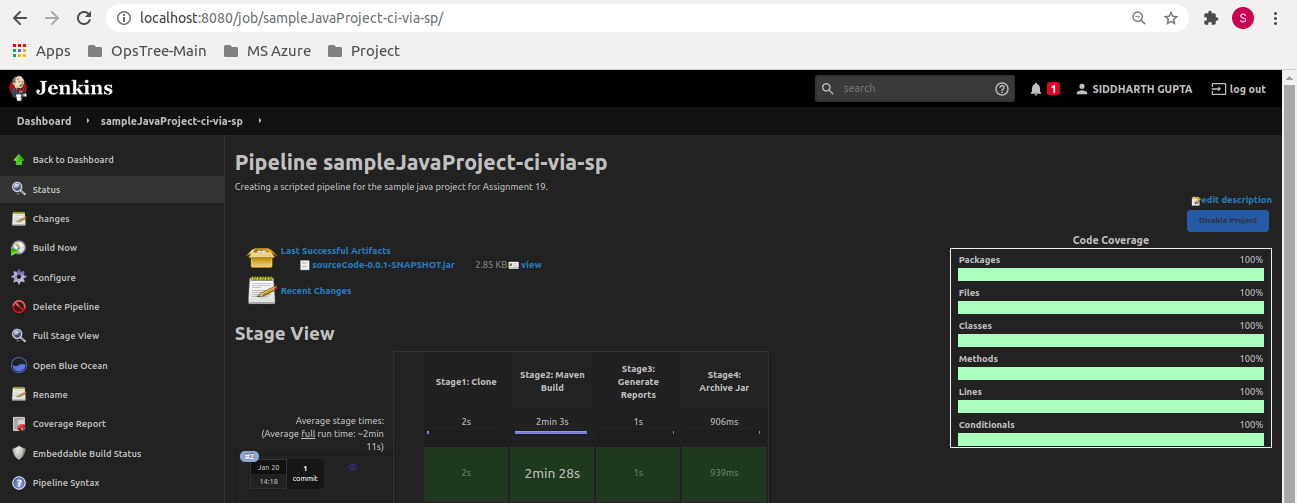 localhost:8080/job/sampleJavaProject-ci-via-sp/
S
Apps OpsTree-Main MS Azure Project
Jenkins
search
1
SIDDHARTH GUPTA
log out
Dashboard sampleJavaProject-ci-via-sp
Back to Dashboard
Status
Changes
Build Now
Configure
Delete Pipeline
Full Stage View
Open Blue Ocean
Rename
Coverage Report
Embeddable Build Status
Pipeline Syntax
Pipeline sampleJavaProject-ci-via-sp
Creating a scripted pipeline for the sample java project for Assignment 19.
edit description
Disable Project
Last Successful Artifacts
sourceCode-0.0.1-SNAPSHOT.jar 2.85 KB view
Recent Changes
Code Coverage
Packages 100%
Files 100%
Classes 100%
Methods 100%
Lines 100%
Conditionals 100%
Stage View
Stage1: Clone
Stage2: Maven
Build
Stage3:
Generate
Reports
Stage4:
Archive Jar
Average stage times:
(Average full run time: ~2min
11s)
2s 2min 3s 1s 906ms
#2
Jan 20
14:18
1
commit
2s 2min 28s 1s 939ms